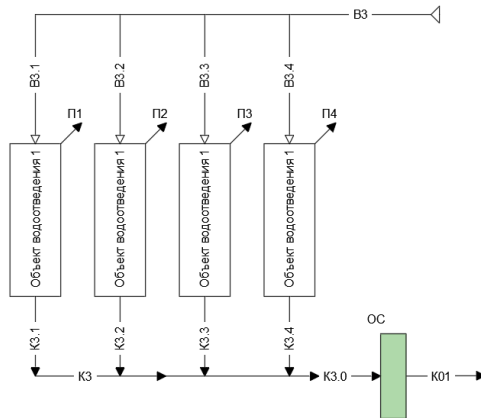 В3
В3.1
В3.2
В3.3
В3.4
П1
П2
П3
П4
Объект водоотведения 1
Объект водоотведения 1
Объект водоотведения 1
Объект водоотведения 1
К3.1
К3.2
К3.3
К3.4
ОС
К3
К3.0
К01